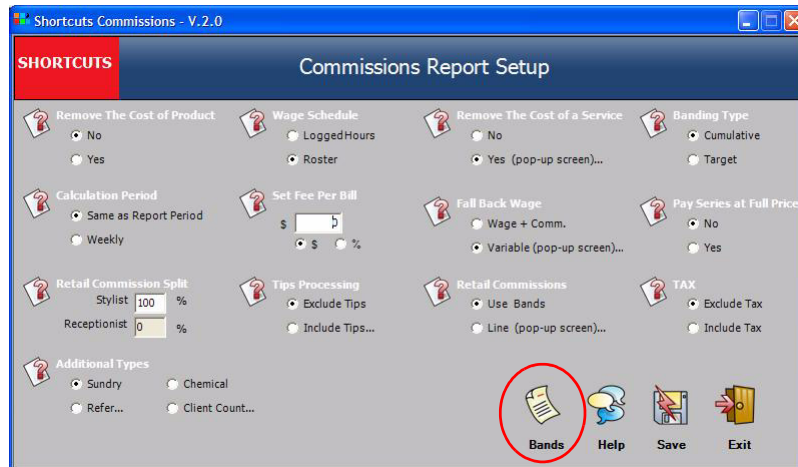 Shortcuts Commissions - V.2.0
SHORTCUTS
Commissions Report Setup
Remove The Cost of Product
No
Yes
Wage Schedule
LoggedHours
Roster
Remove The Cost of a Service
No
Yes (pop-up screen)...
Banding Type
Cumulative
Target
Calculation Period
Same as Report Period
Weekly
Set Fee Per Bill
$
$ %
Fall Back Wage
Wage + Comm.
Variable (pop-up screen)...
Pay Series at Full Price
No
Yes
Retail Commission Split
Stylist 100 %
Receptionist 0 %
Tips Processing
Exclude Tips
Include Tips...
Retail Commissions
Use Bands
Line (pop-up screen)...
TAX
Exclude Tax
Include Tax
Additional Types
Sundry Chemical
Refer... Client Count...
Bands Help Save Exit